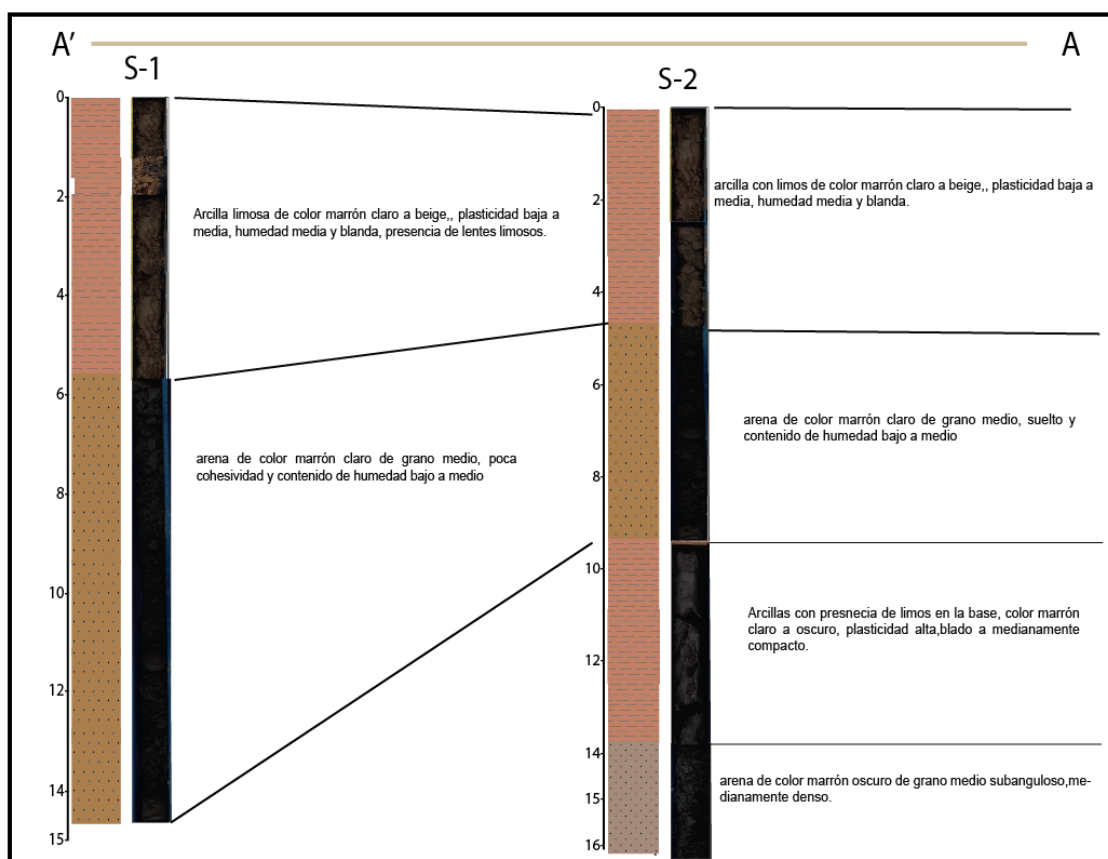 A'
A
S-1
S-2
0
2
4
6
8
10
12
14
15
Arcilla limosa de color marrón claro a beige,, plasticidad baja a
media, humedad media y blanda, presencia de lentes limosos.
arena de color marrón claro de grano medio, poca
cohesividad y contenido de humedad bajo a medio
0
2
4
6
8
10
12
14
15
16
arcilla con limos de color marrón claro a beige,, plasticidad baja a
media, humedad media y blanda.
arena de color marrón claro de grano medio, suelto y
contenido de humedad bajo a medio
Arcillas con presnecia de limos en la base, color marrón
claro a oscuro, plasticidad alta,blado a medianamente
compacto.
arena de color marrón oscuro de grano medio subanguloso,me-
dianamente denso.